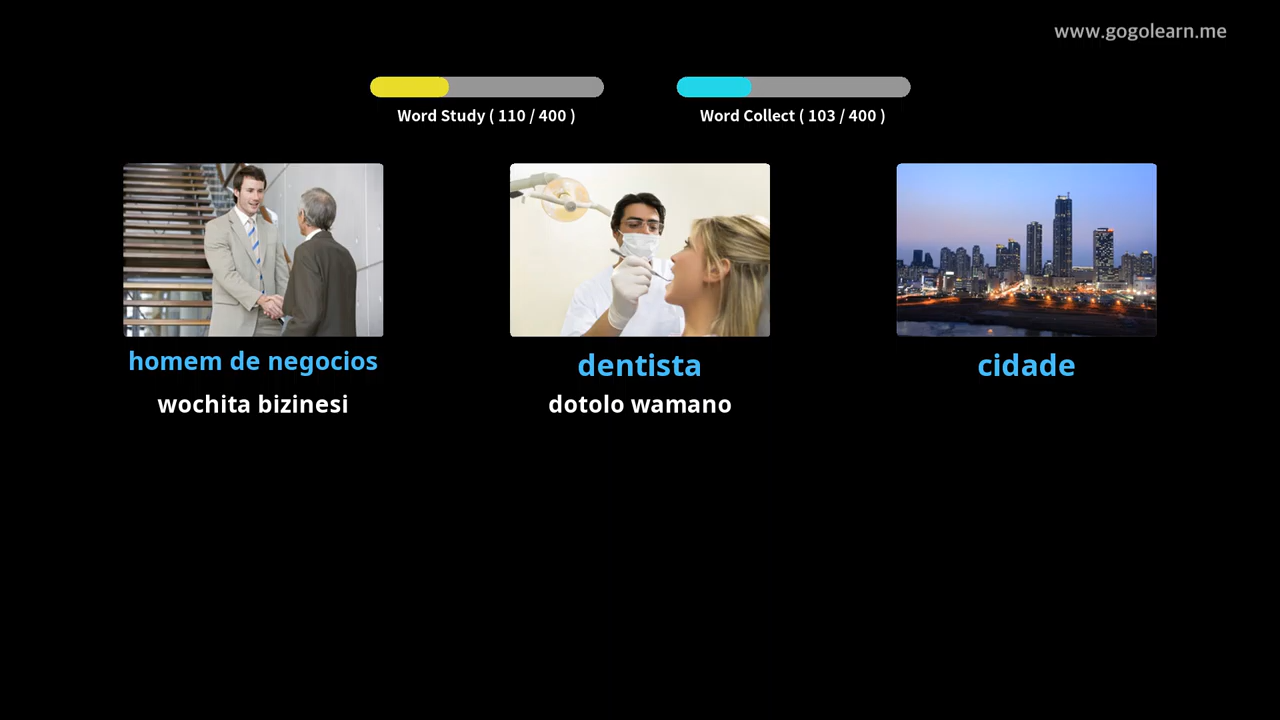 www.gogolearn.me
Word Study ( 110 / 400 )
Word Collect ( 103 / 400 )
homem de negocios
dentista
cidade
wochita bizinesi
dotolo wamano